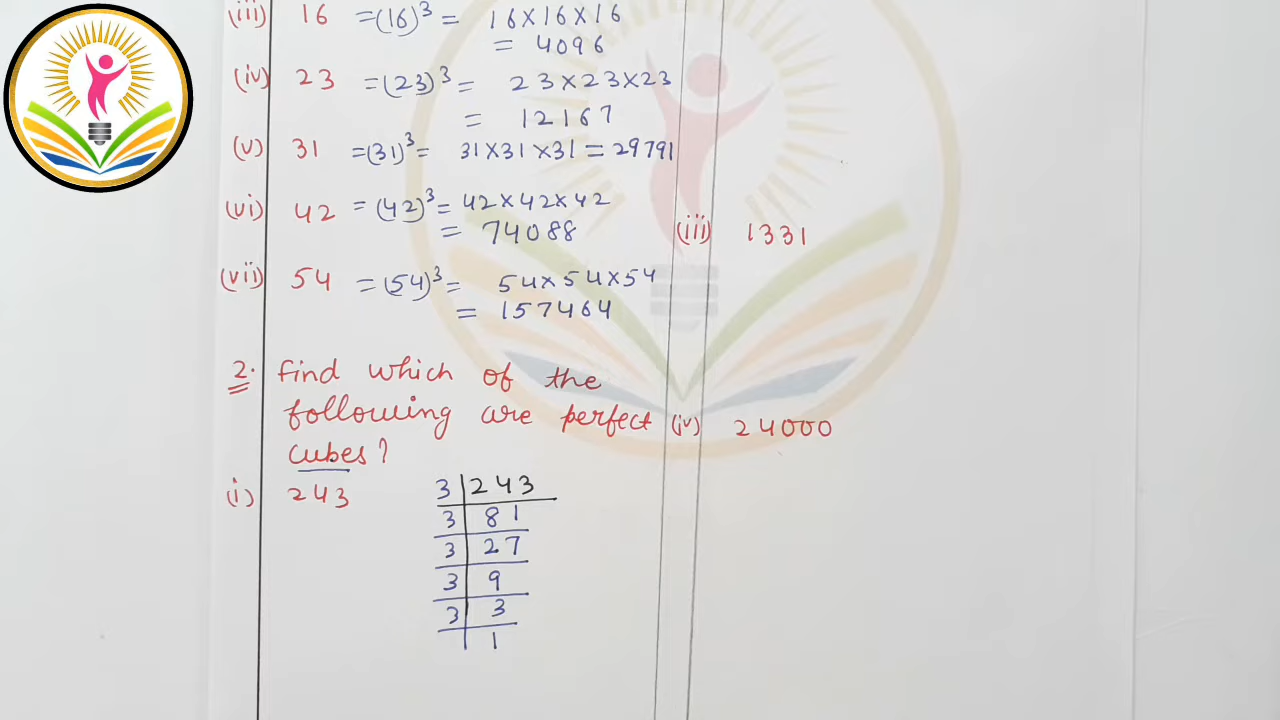 (iii) 16 =(16)³ = 16×16×16
= 4096
(iv) 23 =(23)³ = 23×23×23
= 12167
(v) 31 =(31)³ = 31×31×31 = 29791
(vi) 42 = (42)³ = 42×42×42
= 74088
(vii) 54 = (54)³ = 54×54×54
= 157464
2. Find which of the
following are perfect
cubes?
(i) 243
3 | 243
3 | 81
3 | 27
3 | 9
3 | 3
| 1
(iii) 1331
(iv) 24000